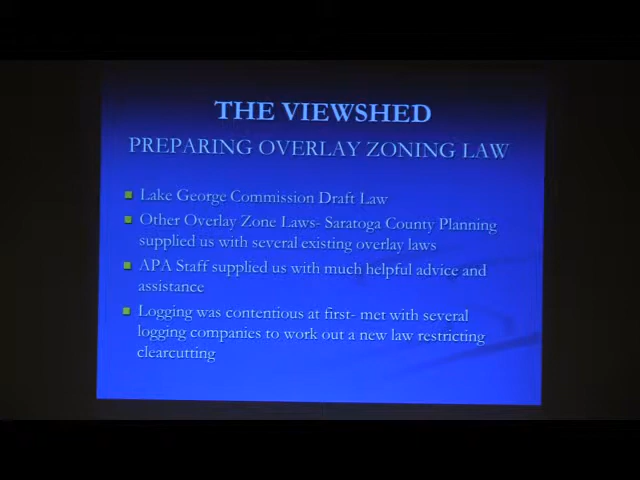 THE VIEWSHED
PREPARING OVERLAY ZONING LAW
Lake George Commission Draft Law
Other Overlay Zone Laws- Saratoga County Planning
supplied us with several existing overlay laws
APA Staff supplied us with much helpful advice and
assistance
Logging was contentious at first- met with several
logging companies to work out a new law restricting
clearcutting